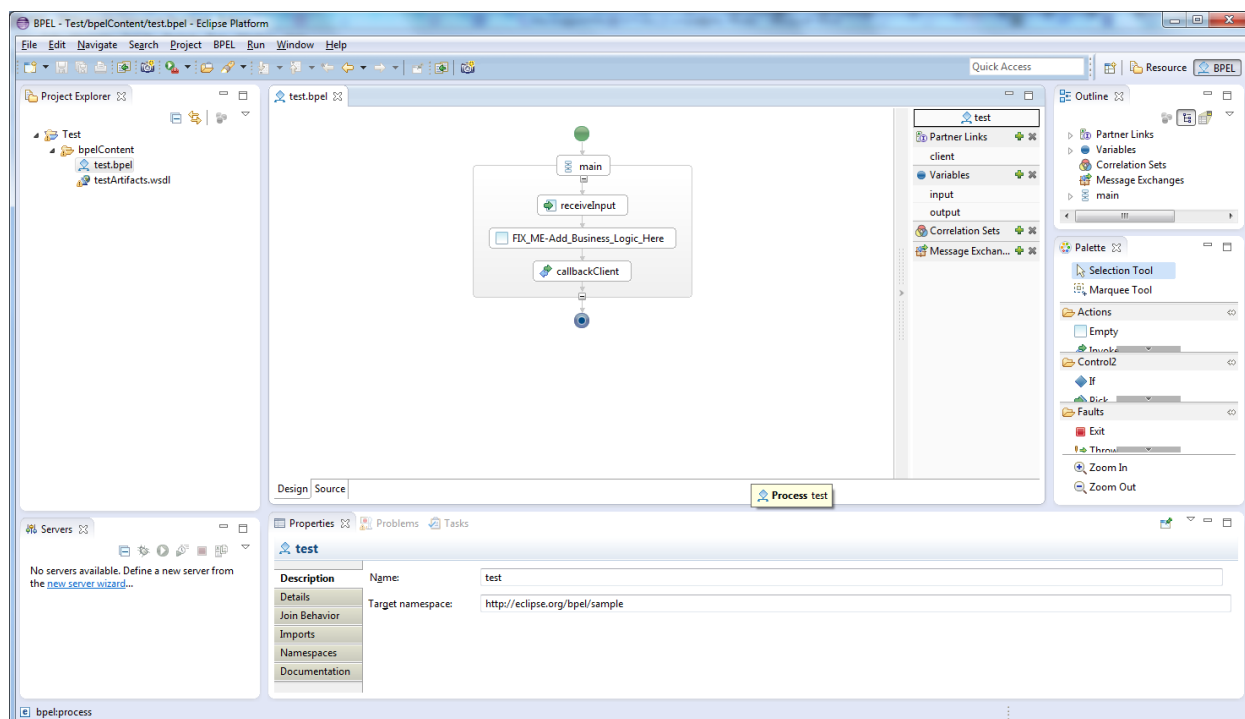 BPEL - Test/bpelContent/test.bpel - Eclipse Platform
File Edit Navigate Search Project BPEL Run Window Help
Quick Access
Resource
BPEL
Project Explorer
Test
bpelContent
test.bpel
testArtifacts.wsdl
test.bpel
main
receiveInput
FIX_ME-Add_Business_Logic_Here
callbackClient
Design Source
test
Partner Links
client
Variables
input
output
Correlation Sets
Message Exchan...
Process test
Outline
Partner Links
Variables
Correlation Sets
Message Exchanges
main
Palette
Selection Tool
Marquee Tool
Actions
Empty
Invoke
Control2
If
Pick
Faults
Exit
Throw
Zoom In
Zoom Out
Servers
No servers available. Define a new server from
the new server wizard...
Properties Problems Tasks
test
Description
Details
Join Behavior
Imports
Namespaces
Documentation
Name: test
Target namespace: http://eclipse.org/bpel/sample
bpel:process